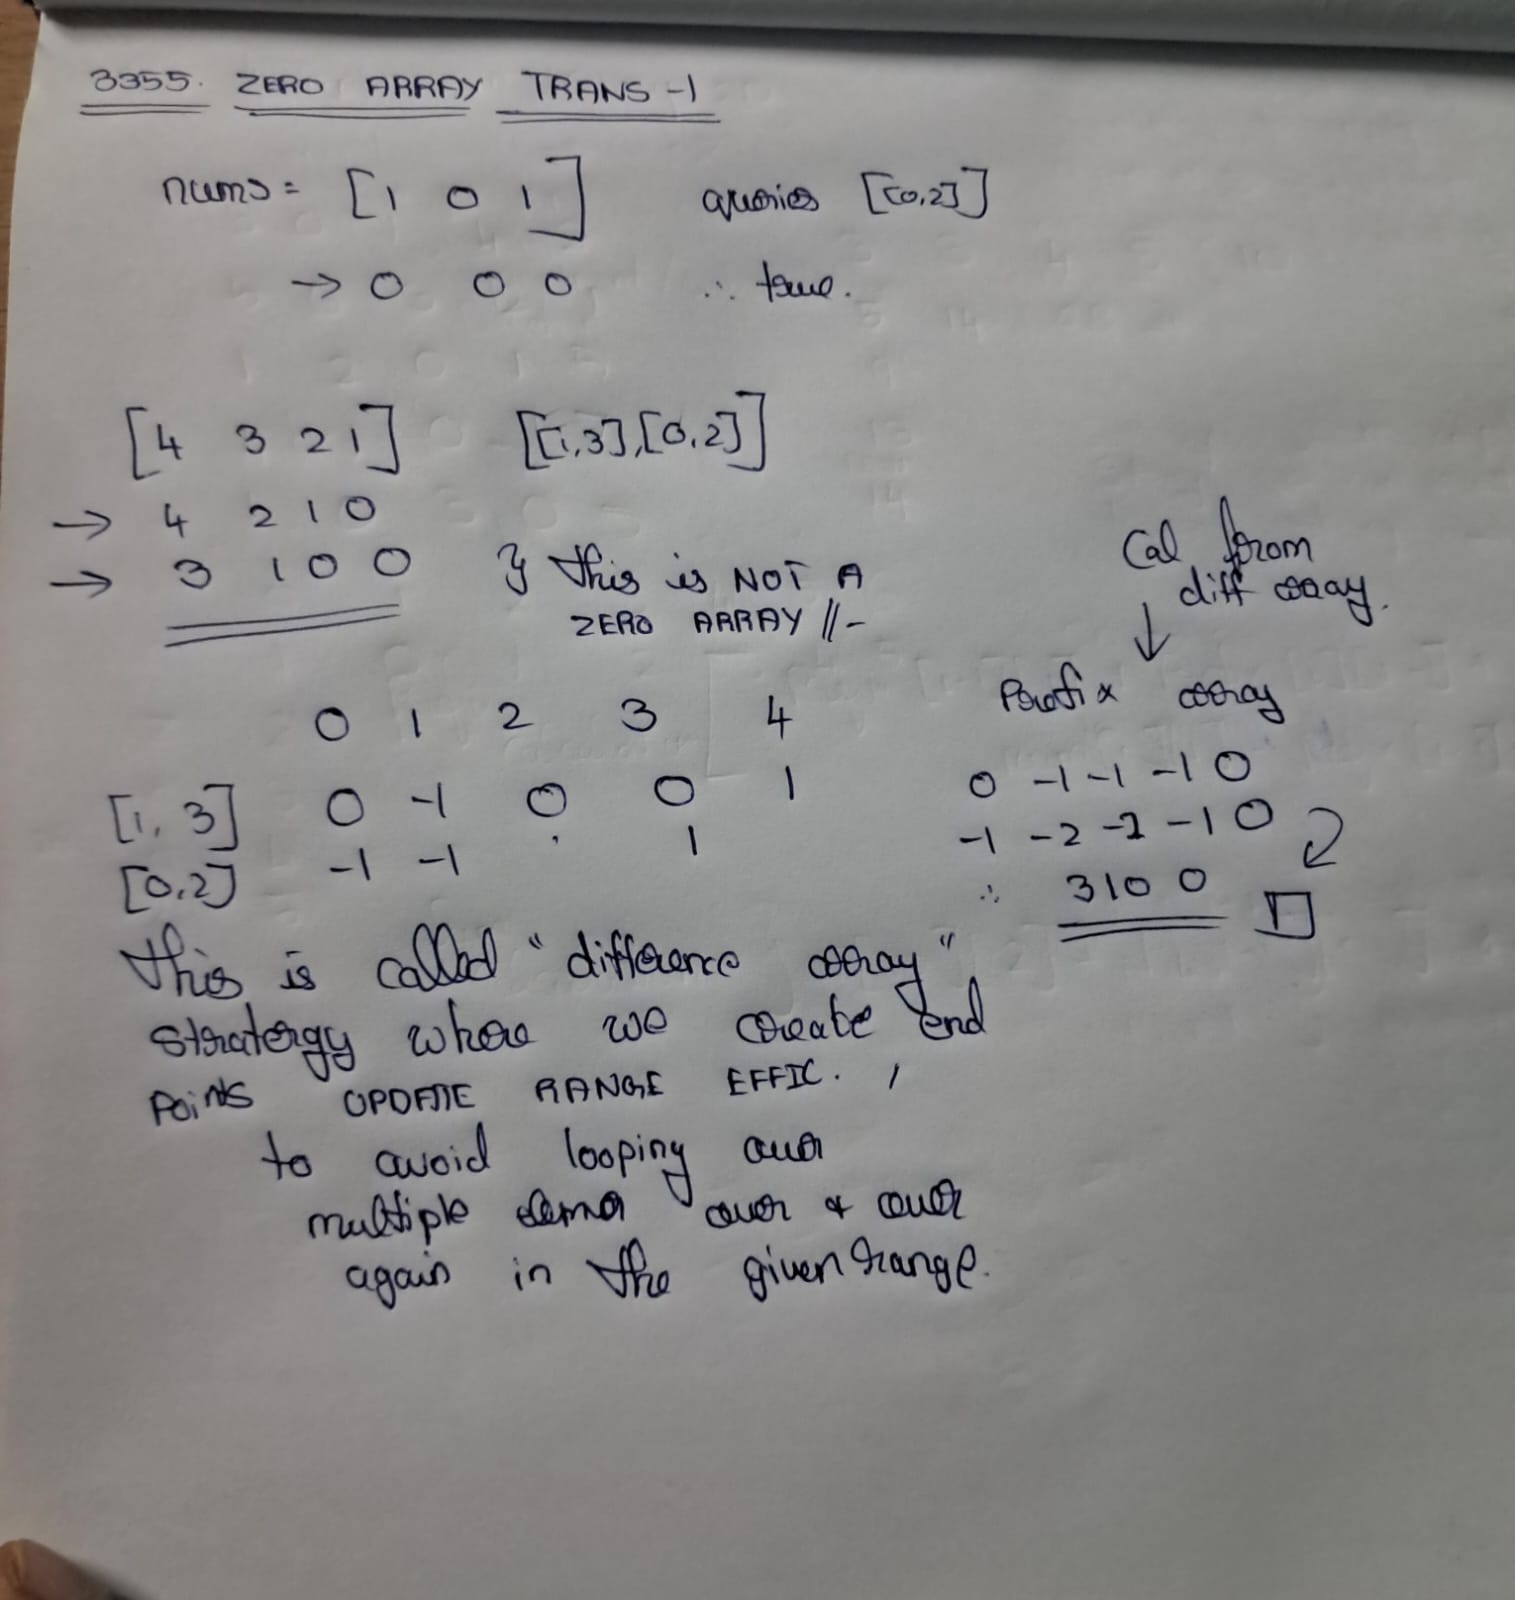 3355. ZERO ARRAY TRANS -1
nums = [1 0 1] queries [[0,2]]
→ 0 0 0 ∴ true.
[4 3 2 1] [[1,3],[0,2]]
→ 4 2 1 0
→ 3 1 0 0 } this is NOT A
ZERO ARRAY //-
Cal from
diff array.
↓
Prefix array
0 1 2 3 4
[1, 3] 0 -1 0 0 1
[0,2] -1 -1 . 1
0 -1 -1 -1 0
-1 -2 -2 -1 0
∴ 3 1 0 0
This is called "difference array"
stratergy where we create end
points UPDATE RANGE EFFIC. ,
to avoid looping over
multiple over & over
again in the given range.